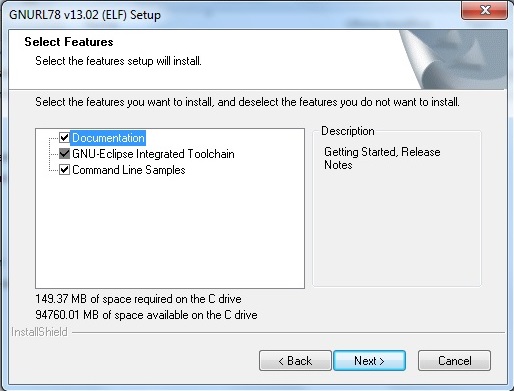 GNURL78 v13.02 (ELF) Setup
Select Features
Select the features setup will install.
Select the features you want to install, and deselect the features you do not want to install.
Documentation
GNU-Eclipse Integrated Toolchain
Command Line Samples
Description
Getting Started, Release
Notes
149.37 MB of space required on the C drive
94760.01 MB of space available on the C drive
InstallShield
< Back
Next >
Cancel